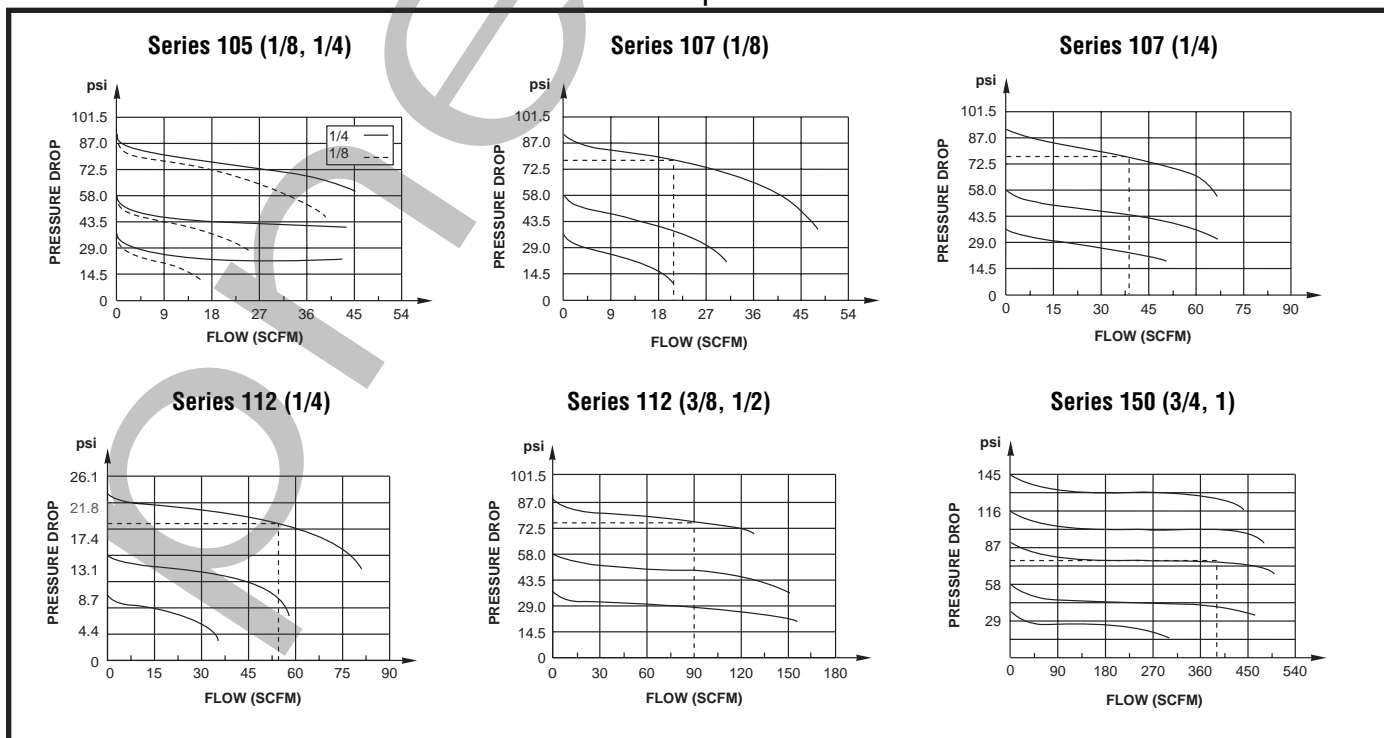 Series 105 (1/8, 1/4)
psi
PRESSURE DROP
101.5
87.0
72.5
58.0
43.5
29.0
14.5
0
1/4
1/8
0 9 18 27 36 45 54
FLOW (SCFM)
Series 107 (1/8)
psi
PRESSURE DROP
101.5
87.0
72.5
58.0
43.5
29.0
14.5
0
0 9 18 27 36 45 54
FLOW (SCFM)
Series 107 (1/4)
psi
PRESSURE DROP
101.5
87.0
72.5
58.0
43.5
29.0
14.5
0
0 15 30 45 60 75 90
FLOW (SCFM)
Series 112 (1/4)
psi
PRESSURE DROP
26.1
21.8
17.4
13.1
8.7
4.4
0
0 15 30 45 60 75 90
FLOW (SCFM)
Series 112 (3/8, 1/2)
psi
PRESSURE DROP
101.5
87.0
72.5
58.0
43.5
29.0
14.5
0
0 30 60 90 120 150 180
FLOW (SCFM)
Series 150 (3/4, 1)
psi
PRESSURE DROP
145
116
87
58
29
0 90 180 270 360 450 540
FLOW (SCFM)